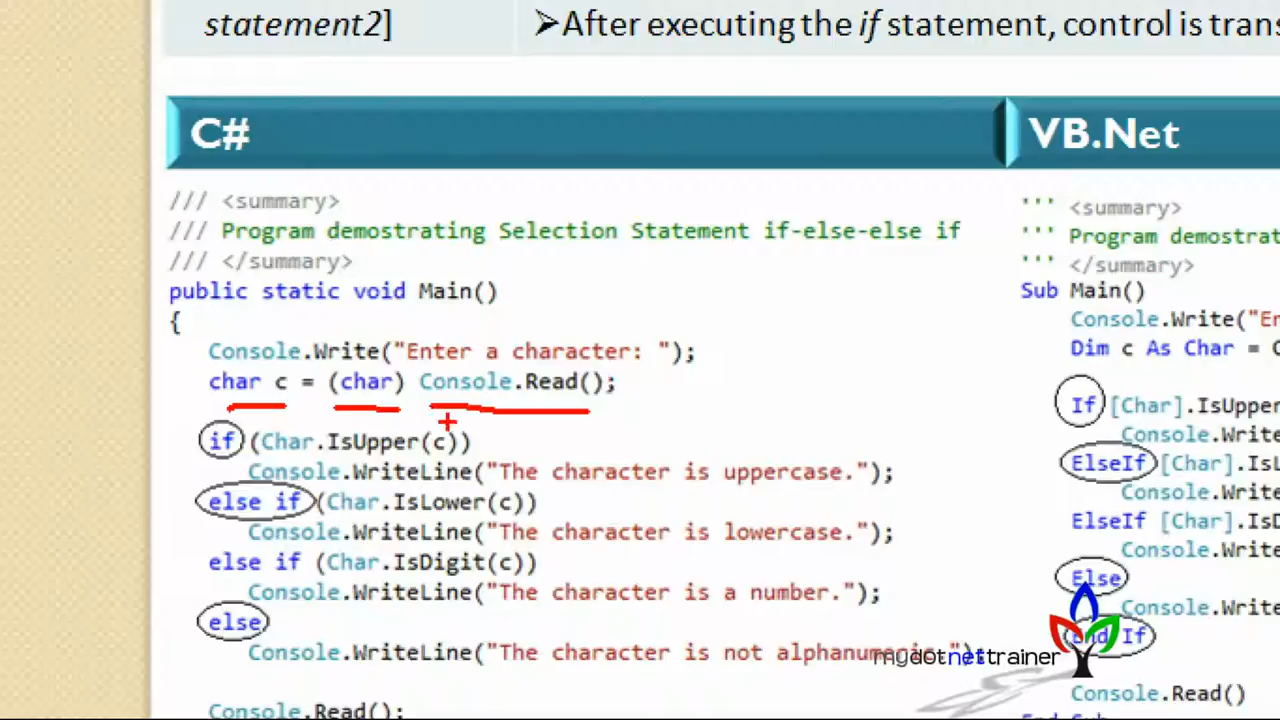 statement2]
➢After executing the if statement, control is trans
C#
VB.Net
/// <summary>
/// Program demostrating Selection Statement if-else-else if
/// </summary>
public static void Main()
{
Console.Write("Enter a character: ");
char c = (char) Console.Read();
if (Char.IsUpper(c))
Console.WriteLine("The character is uppercase.");
else if (Char.IsLower(c))
Console.WriteLine("The character is lowercase.");
else if (Char.IsDigit(c))
Console.WriteLine("The character is a number.");
else
Console.WriteLine("The character is not alphanumeric.")
Console.Read();
''' <summary>
''' Program demostrat
''' </summary>
Sub Main()
Console.Write("En
Dim c As Char = C
If [Char].IsUpper
Console.Write
ElseIf [Char].IsL
Console.Write
ElseIf [Char].IsD
Console.Write
Else
Console.Write
End If
Console.Read()
End Sub
mydotnettrainer